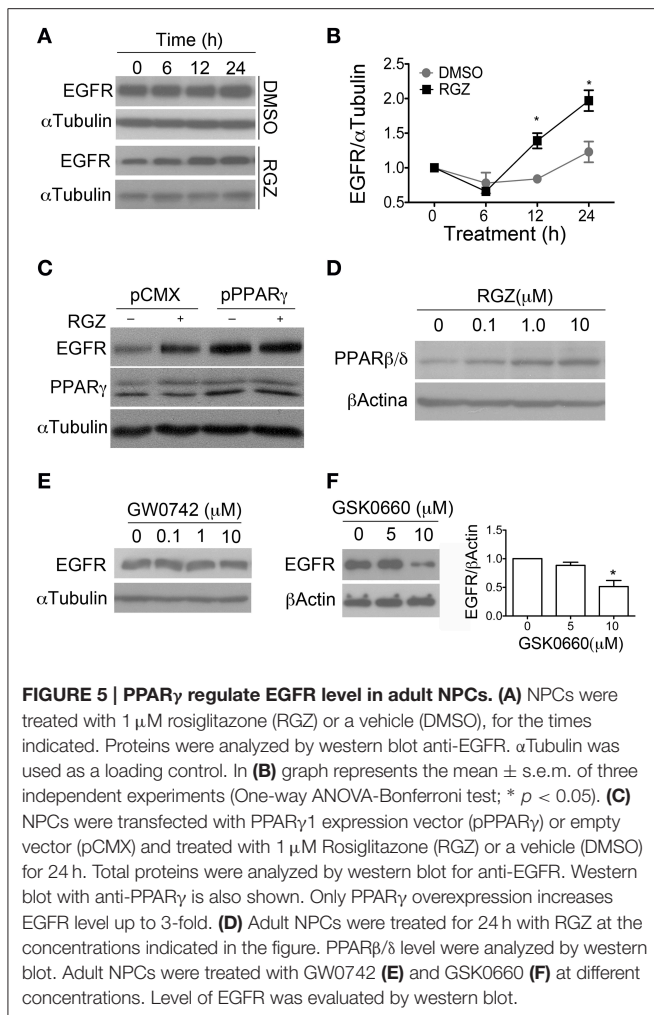 A
Time (h)
0 6 12 24
EGFR
αTubulin
DMSO
EGFR
αTubulin
RGZ
B
EGFR/αTubulin
2.5
2.0
1.5
1.0
0.5
DMSO
RGZ
*
*
0 6 12 24
Treatment (h)
C
pCMX pPPARγ
RGZ – + – +
EGFR
PPARγ
αTubulin
D
RGZ(μM)
0 0.1 1.0 10
PPARβ/δ
βActina
E
GW0742 (μM)
0 0.1 1 10
EGFR
αTubulin
F
GSK0660 (μM)
0 5 10
EGFR
βActin
EGFR/βActin
1.5
1.0
0.5
0.0
*
0 5 10
GSK0660(μM)
FIGURE 5 | PPARγ regulate EGFR level in adult NPCs. (A) NPCs were
treated with 1 μM rosiglitazone (RGZ) or a vehicle (DMSO), for the times
indicated. Proteins were analyzed by western blot anti-EGFR. αTubulin was
used as a loading control. In (B) graph represents the mean ± s.e.m. of three
independent experiments (One-way ANOVA-Bonferroni test; * p < 0.05). (C)
NPCs were transfected with PPARγ1 expression vector (pPPARγ) or empty
vector (pCMX) and treated with 1 μM Rosiglitazone (RGZ) or a vehicle (DMSO)
for 24 h. Total proteins were analyzed by western blot for anti-EGFR. Western
blot with anti-PPARγ is also shown. Only PPARγ overexpression increases
EGFR level up to 3-fold. (D) Adult NPCs were treated for 24 h with RGZ at the
concentrations indicated in the figure. PPARβ/δ level were analyzed by western
blot. Adult NPCs were treated with GW0742 (E) and GSK0660 (F) at different
concentrations. Level of EGFR was evaluated by western blot.